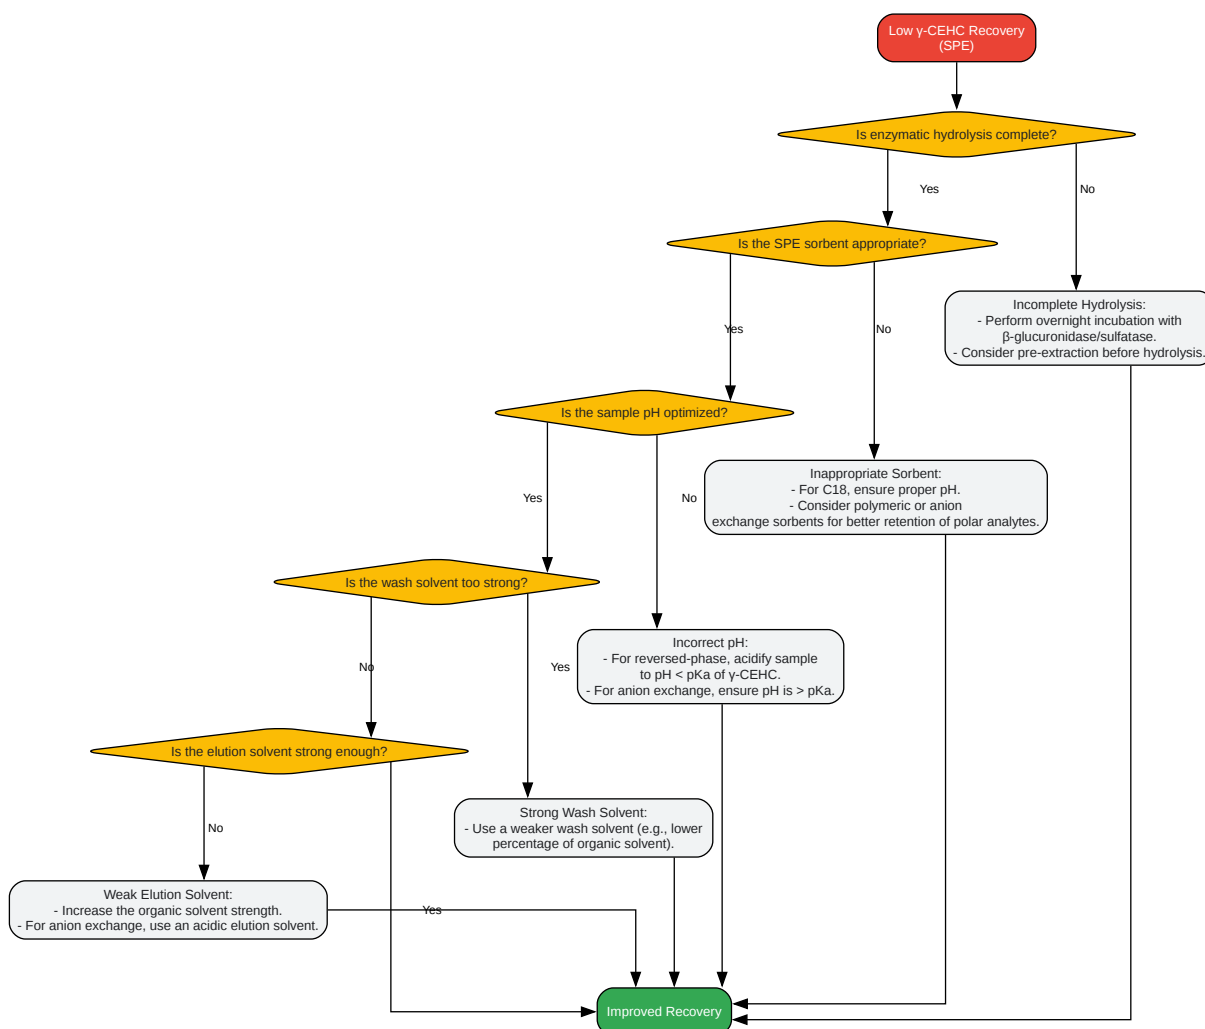 Low γ-CEHC Recovery
(SPE)
Is enzymatic hydrolysis complete?
Yes
No
Is the SPE sorbent appropriate?
Incomplete Hydrolysis:
- Perform overnight incubation with
β-glucuronidase/sulfatase.
- Consider pre-extraction before hydrolysis.
Yes
No
Is the sample pH optimized?
Inappropriate Sorbent:
- For C18, ensure proper pH.
- Consider polymeric or anion
exchange sorbents for better retention of polar analytes.
Yes
No
Is the wash solvent too strong?
Incorrect pH:
- For reversed-phase, acidify sample
to pH < pKa of γ-CEHC.
- For anion exchange, ensure pH is > pKa.
No
Yes
Is the elution solvent strong enough?
Strong Wash Solvent:
- Use a weaker wash solvent (e.g., lower
percentage of organic solvent).
No
Weak Elution Solvent:
- Increase the organic solvent strength.
- For anion exchange, use an acidic elution solvent.
Yes
Improved Recovery